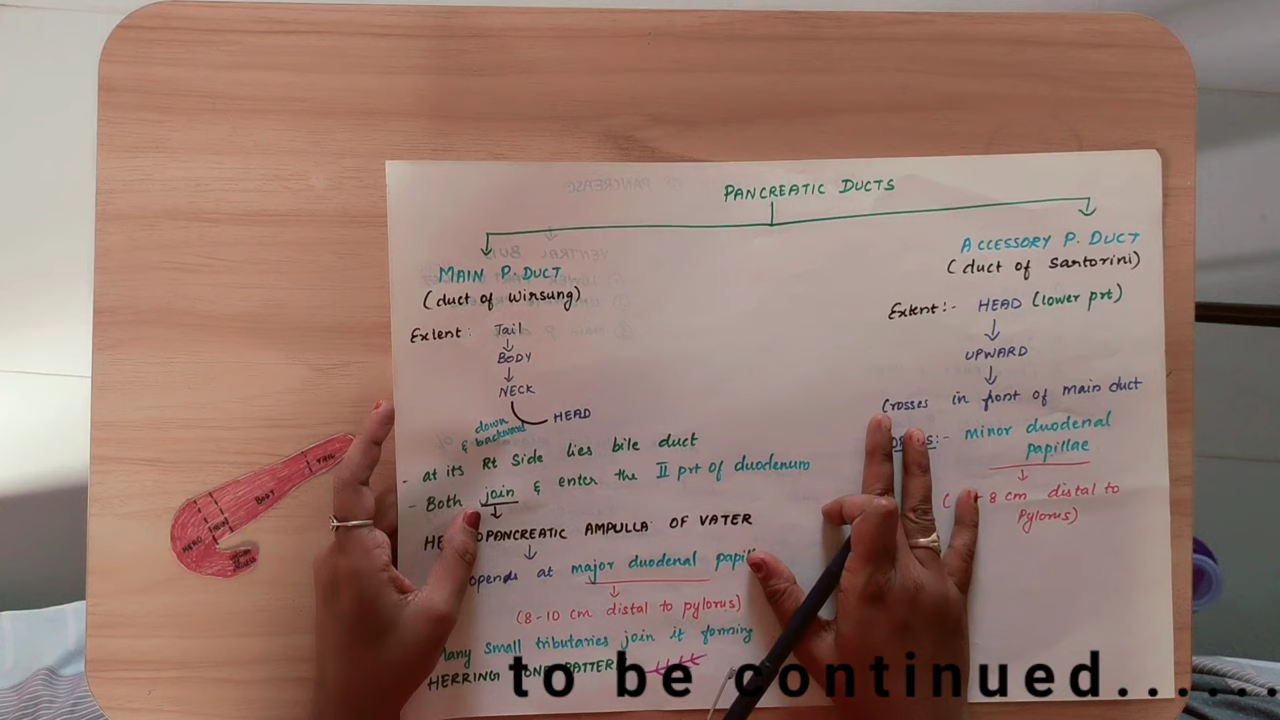 PANCREATIC DUCTS
MAIN P. DUCT
(duct of Wirsung)
Extent: Tail
BODY
NECK
HEAD
down
& backward
- at its Rt side lies bile duct
- Both join & enter the II prt of duodenum
OPANCREATIC AMPULLA OF VATER
opends at major duodenal
(8-10 cm distal to pylorus)
Many small tributaries join it forming
HERRING
ACCESSORY P. DUCT
(duct of Sartorini)
Extent:- HEAD (lower prt)
UPWARD
Crosses in front of main duct
:- minor duodenal
papillae
8 cm distal to
Pylorus)
HEAD
BODY
TAIL
to be continued......